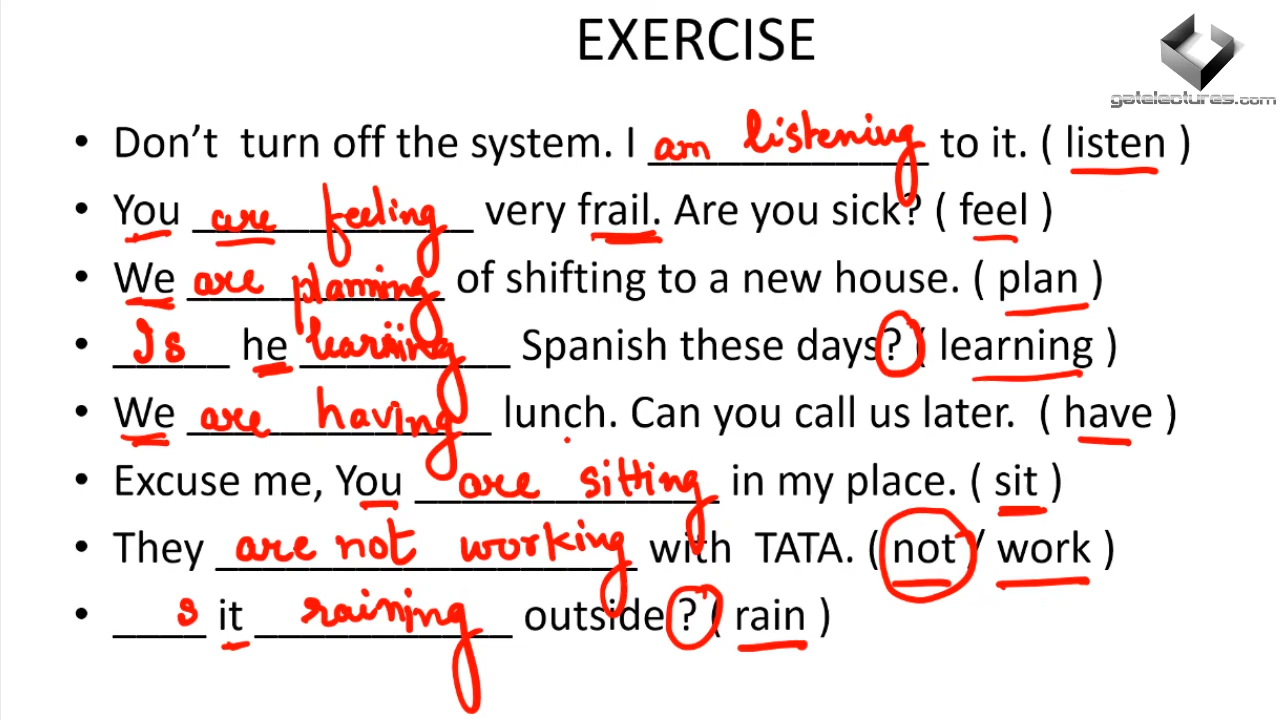 EXERCISE
gatelectures.com
• Don't turn off the system. I am listening to it. ( listen )
• You are feeling very frail. Are you sick? ( feel )
• We are planning of shifting to a new house. ( plan )
• Is he learning Spanish these days? ( learning )
• We are having lunch. Can you call us later. ( have )
• Excuse me, You are sitting in my place. ( sit )
• They are not working with TATA. ( not / work )
• s it raining outside ? ( rain )